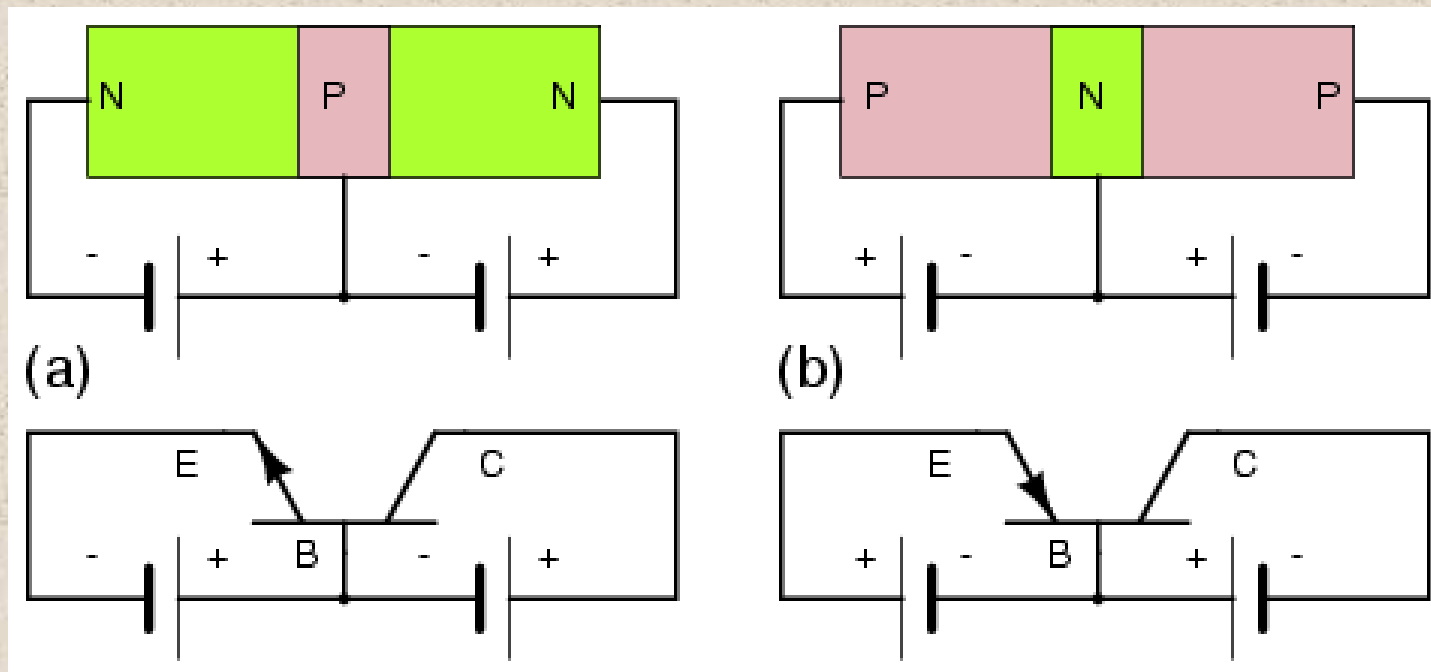 N P N P N P
- + - + + - + -
(a) (b)
E C E C
- + B - + + - B + -